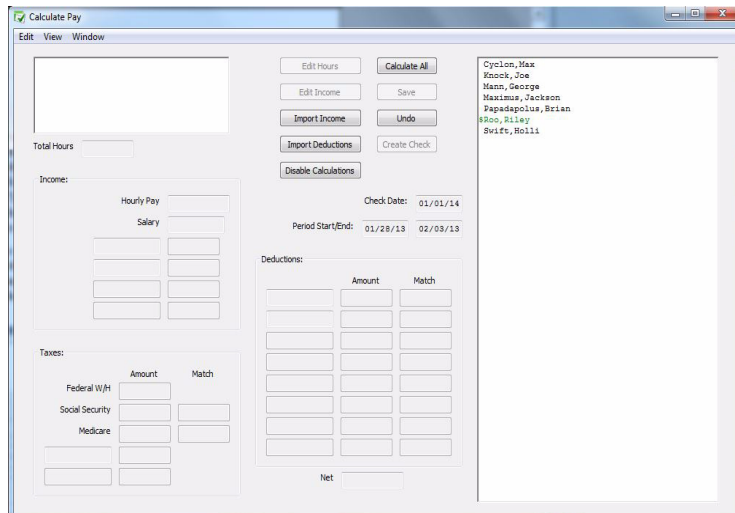 Calculate Pay
Edit View Window
Edit Hours
Calculate All
Edit Income
Save
Import Income
Undo
Import Deductions
Create Check
Disable Calculations
Total Hours
Income:
Hourly Pay
Salary
Check Date: 01/01/14
Period Start/End: 01/28/13 02/03/13
Deductions:
Amount Match
Taxes:
Amount Match
Federal W/H
Social Security
Medicare
Net
Cyclon,Max
Knock,Joe
Mann,George
Maximus,Jackson
Papadapolus,Brian
$Roo,Riley
Swift,Holli